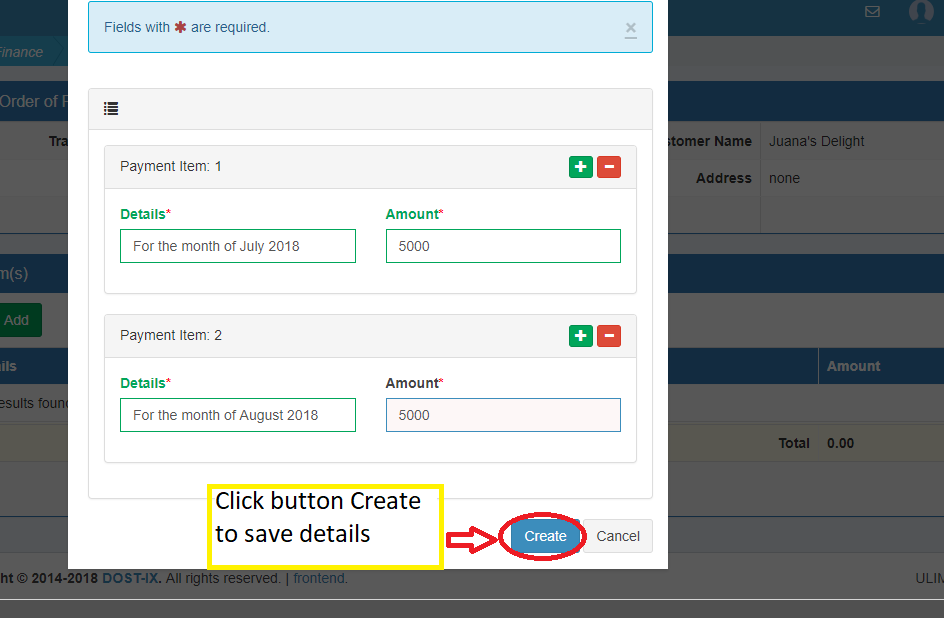 Fields with * are required. ×
Finance
Order of
Tra
stomer Name Juana's Delight
Address none
Payment Item: 1
Details* Amount*
For the month of July 2018 5000
m(s)
Add
Payment Item: 2
ils Amount
Details* Amount*
esults found
For the month of August 2018 5000
Total 0.00
Click button Create
to save details
Create Cancel
ht © 2014-2018 DOST-IX. All rights reserved. | frontend.
ULIM